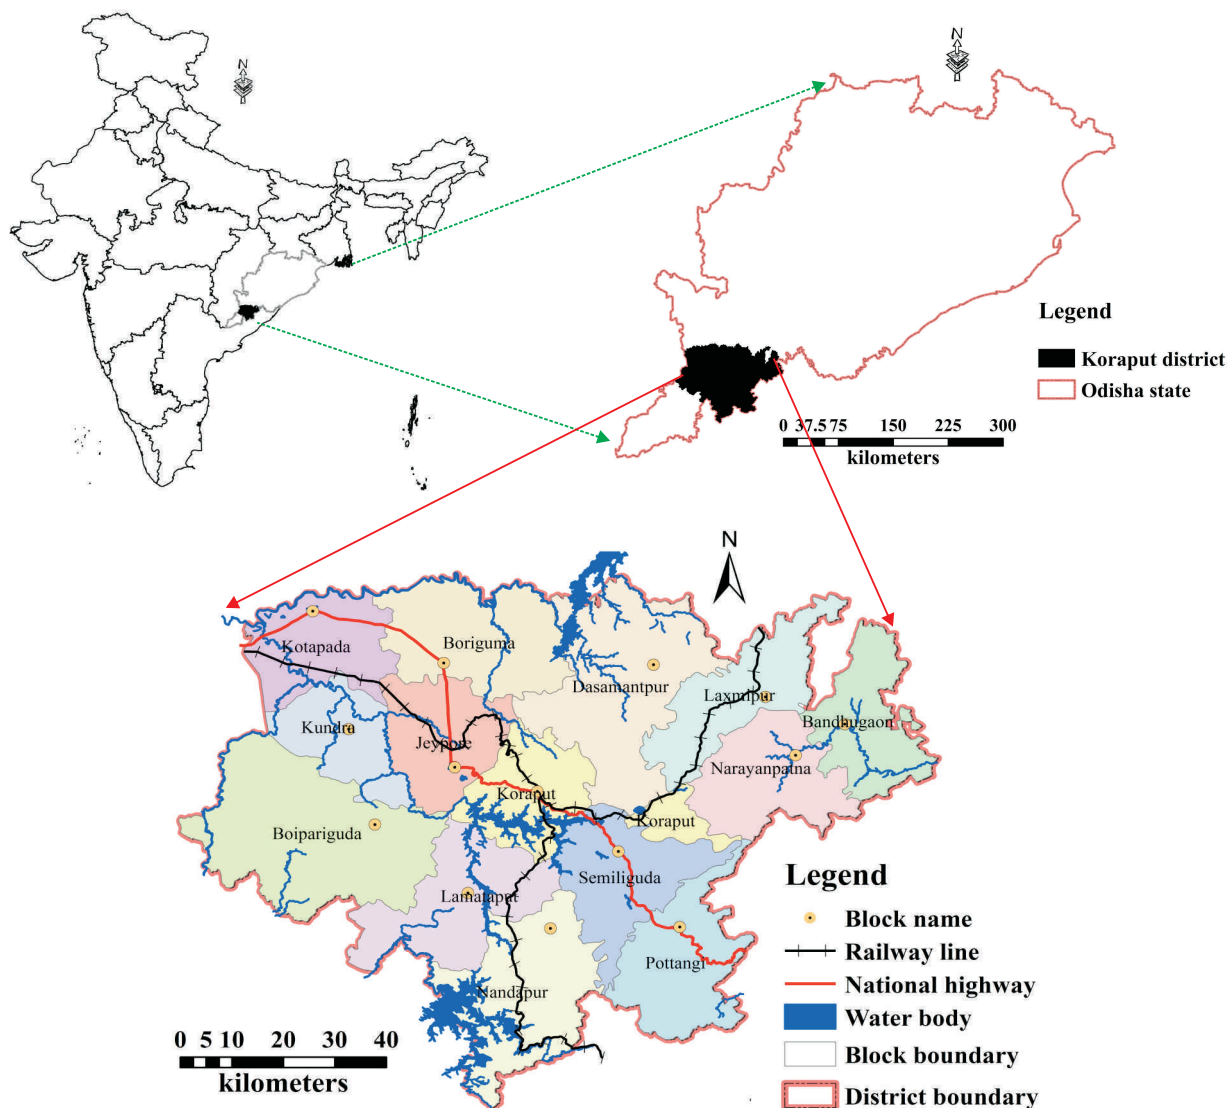 N
N
Legend
Koraput district
Odisha state
0 37.575 150 225 300
kilometers
N
Kotapada
Boriguma
Dasamantpur
Laxmipur
Bandhugaon
Kundra
Jeypore
Narayanpatna
Koraput
Koraput
Boipariguda
Semiliguda
Lamataput
Pottangi
Nandapur
Legend
Block name
Railway line
National highway
Water body
Block boundary
District boundary
0 5 10 20 30 40
kilometers